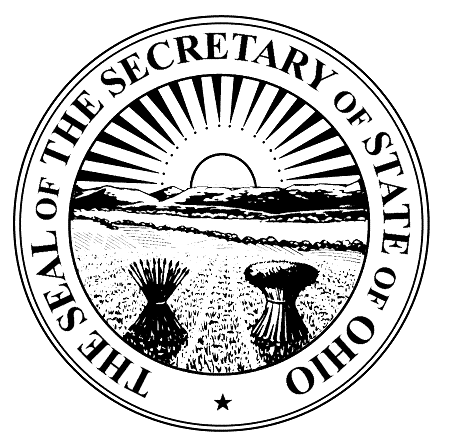 THE SEAL OF THE SECRETARY OF STATE OF OHIO